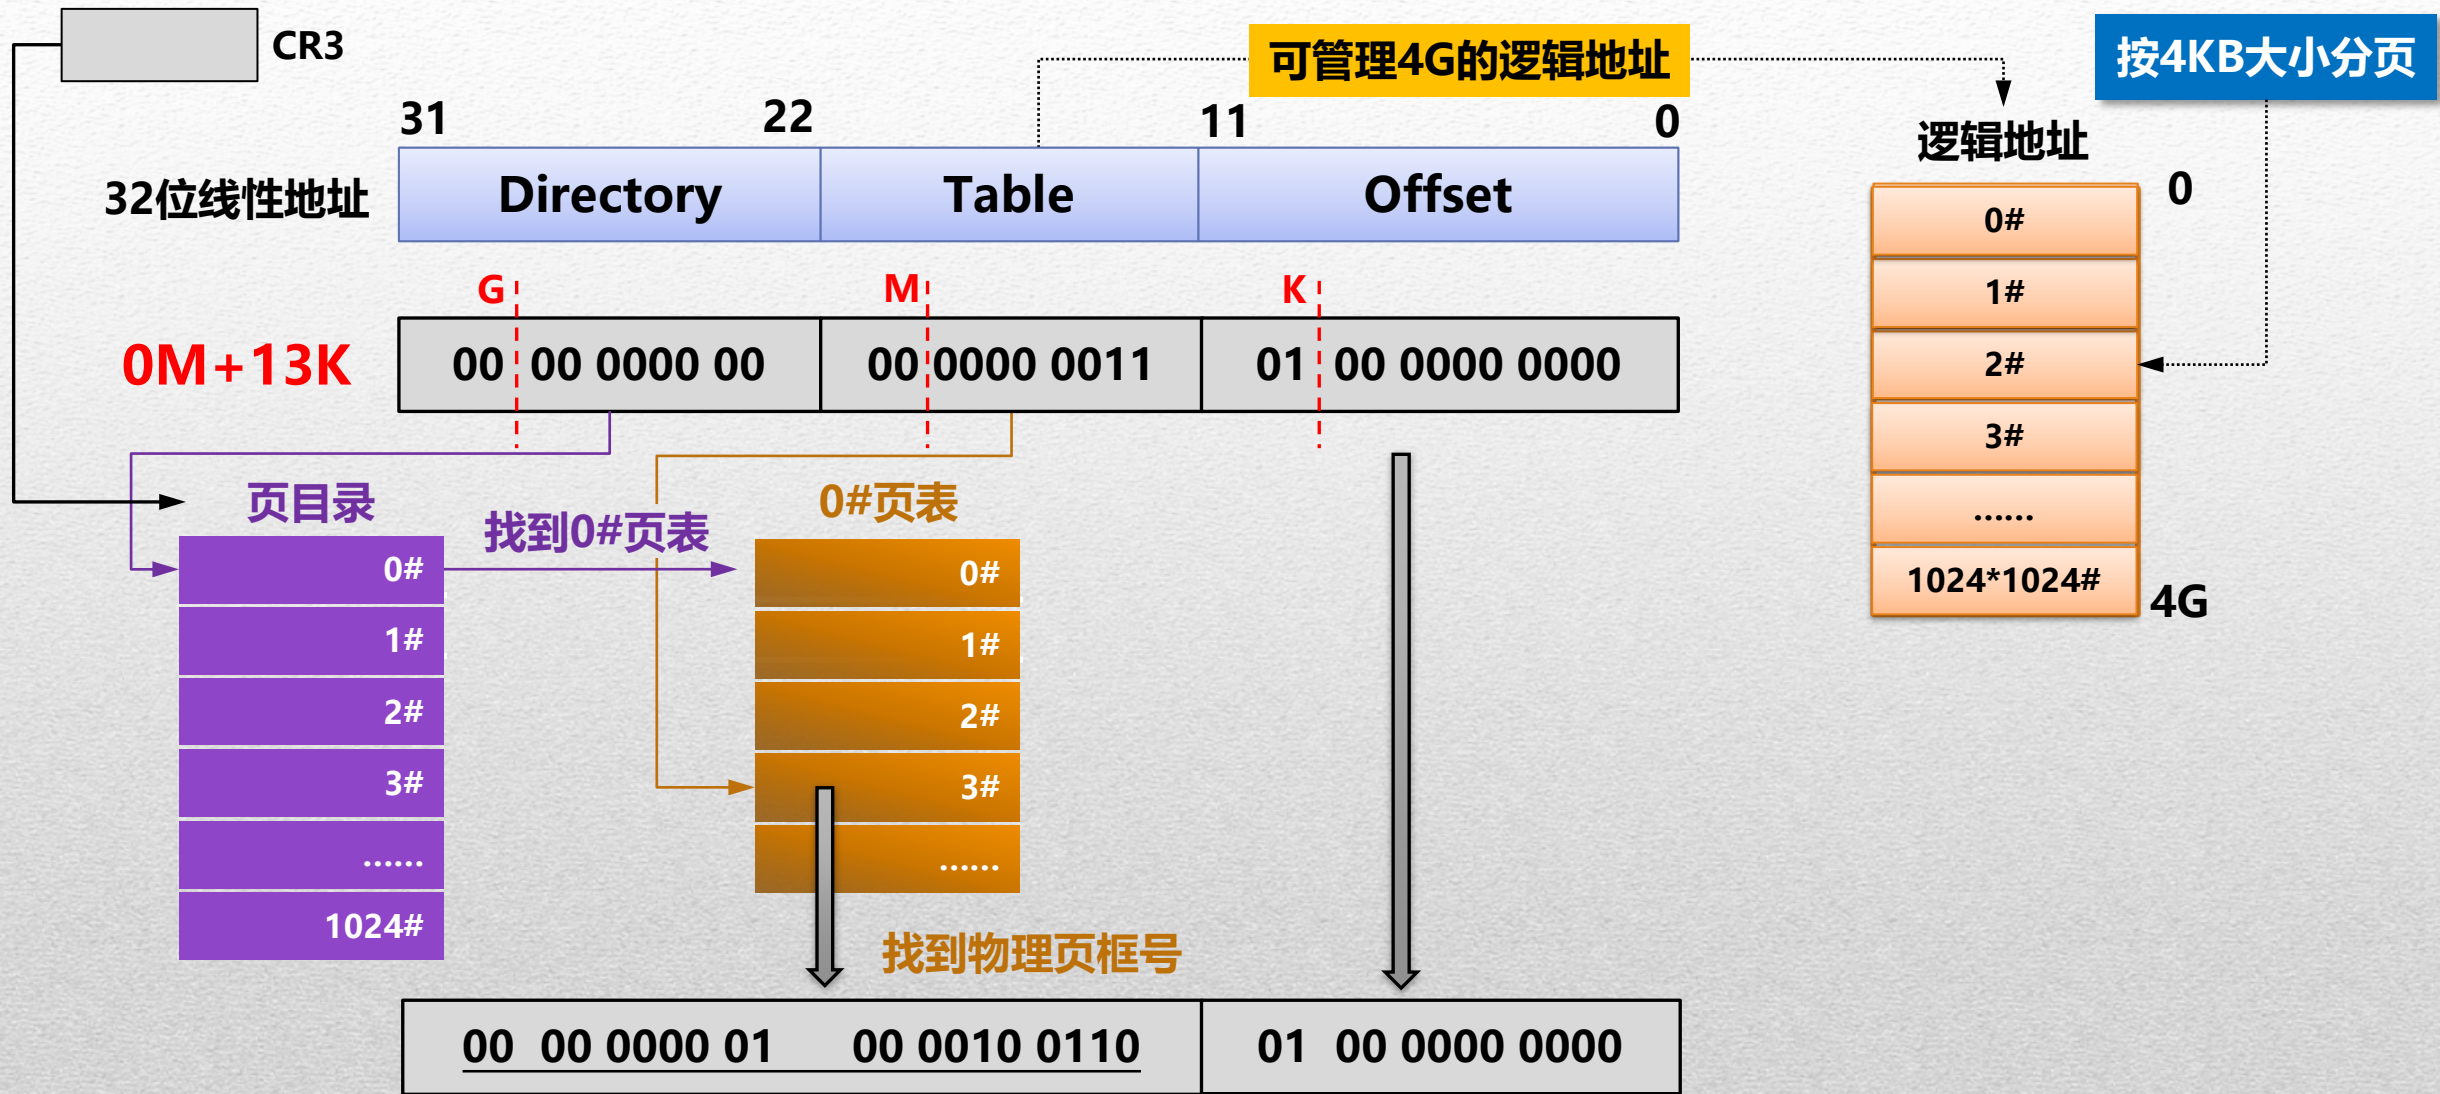 CR3
可管理4G的逻辑地址
按4KB大小分页
31 22 11 0
逻辑地址
32位线性地址 Directory Table Offset
0
0#
1#
2#
3#
......
1024*1024#
4G
G M K
0M+13K 00 00 0000 00 00 0000 0011 01 00 0000 0000
页目录
找到0#页表
0#页表
0#
1#
2#
3#
......
1024#
0#
1#
2#
3#
......
找到物理页框号
00 00 0000 01 00 0010 0110 01 00 0000 0000